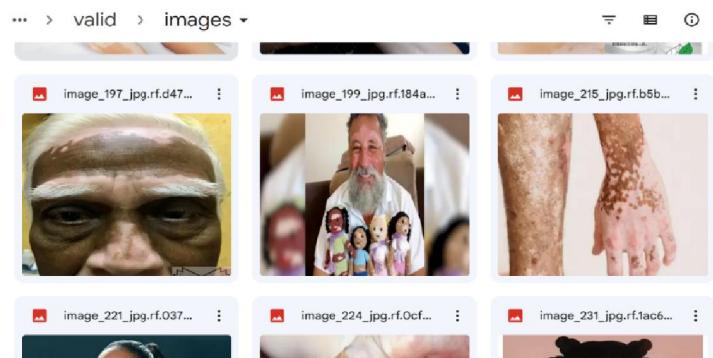 ... > valid > images
image_197_jpg.rf.d47...
image_199_jpg.rf.184a...
image_215_jpg.rf.b5b...
image_221_jpg.rf.037...
image_224_jpg.rf.0cf...
image_231_jpg.rf.1ac6...